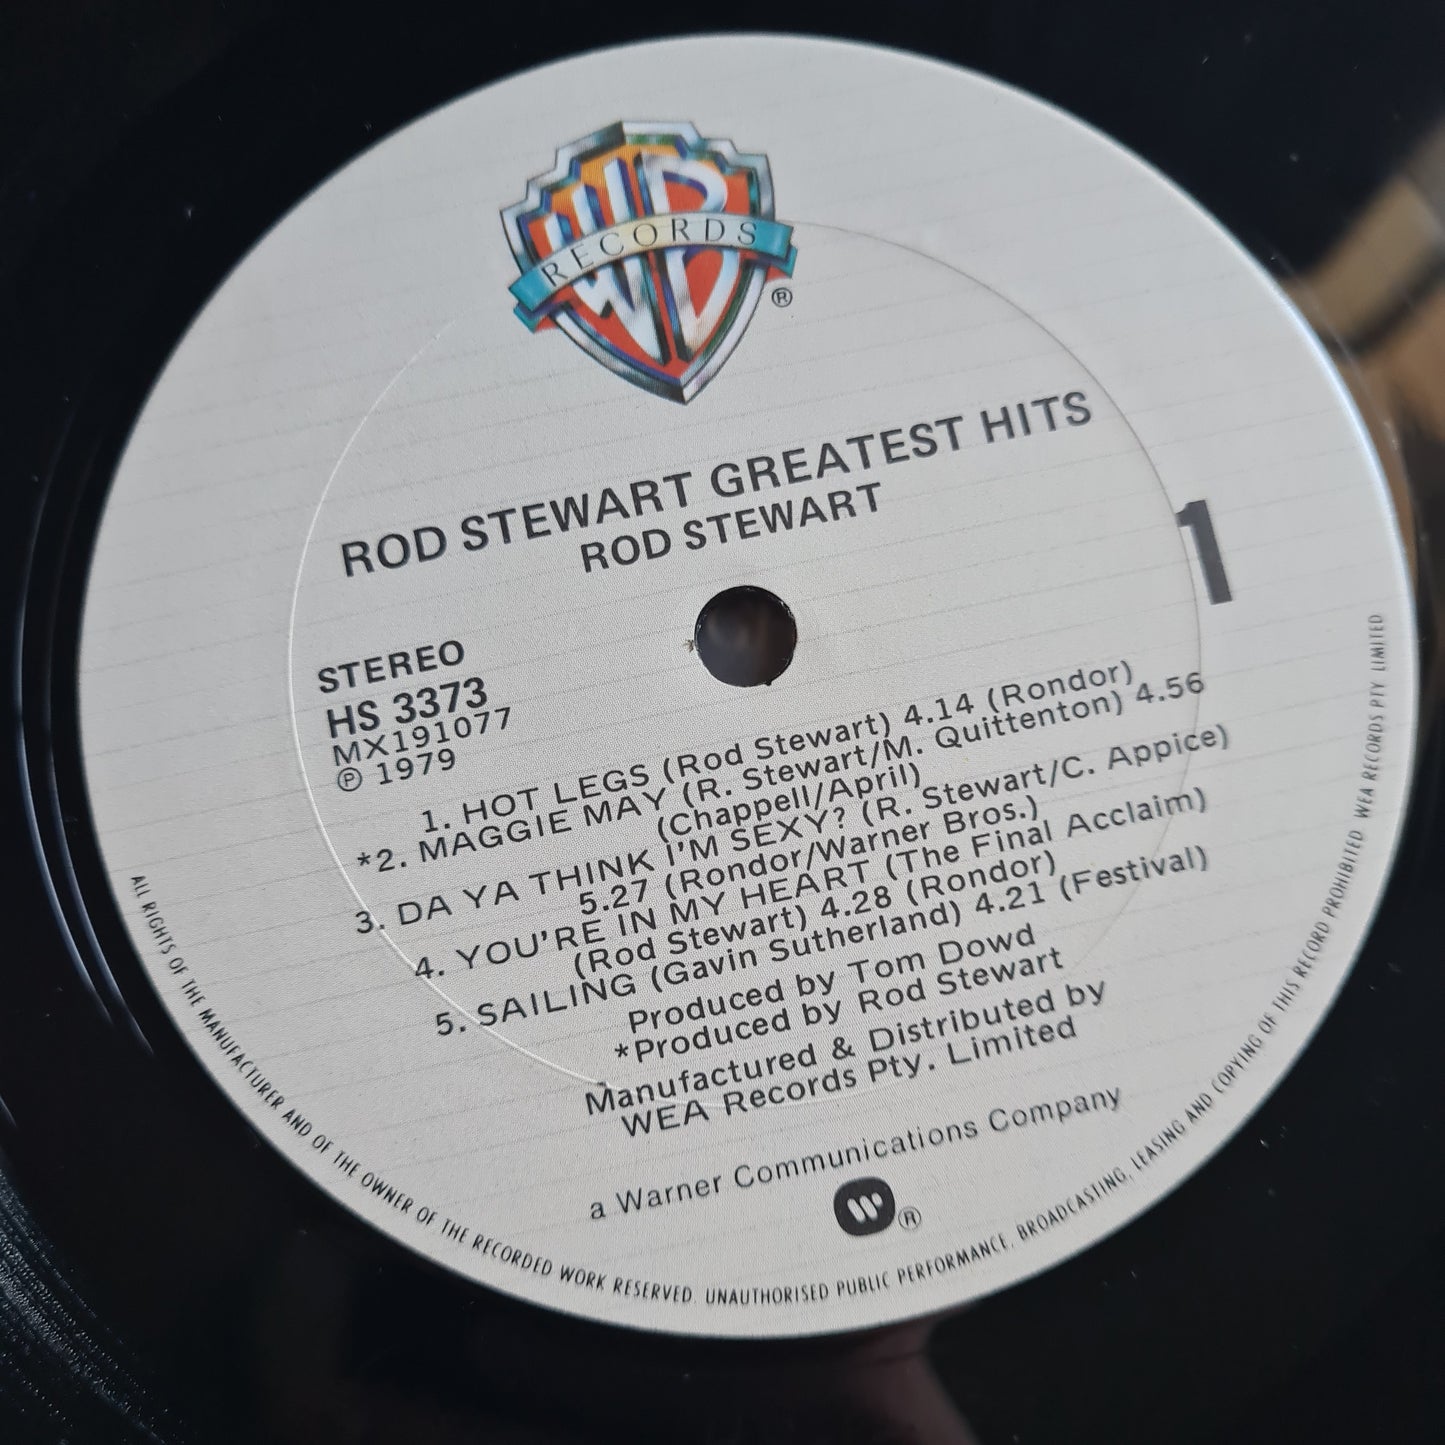 WB
RECORDS
®
ROD STEWART GREATEST HITS
ROD STEWART
1
STEREO
HS 3373
MX191077
℗ 1979
1. HOT LEGS (Rod Stewart) 4.14 (Rondor)
*2. MAGGIE MAY (R. Stewart/M. Quittenton) 4.56
(Chappell/April)
3. DA YA THINK I'M SEXY? (R. Stewart/C. Appice)
5.27 (Rondor/Warner Bros.)
4. YOU'RE IN MY HEART (The Final Acclaim)
(Rod Stewart) 4.28 (Rondor)
5. SAILING (Gavin Sutherland) 4.21 (Festival)
Produced by Tom Dowd
*Produced by Rod Stewart
Manufactured & Distributed by
WEA Records Pty. Limited
a Warner Communications Company
W ®
ALL RIGHTS OF THE MANUFACTURER AND OF THE OWNER OF THE RECORDED WORK RESERVED. UNAUTHORISED PUBLIC PERFORMANCE, BROADCASTING, LEASING AND COPYING OF THIS RECORD PROHIBITED. WEA RECORDS PTY. LIMITED